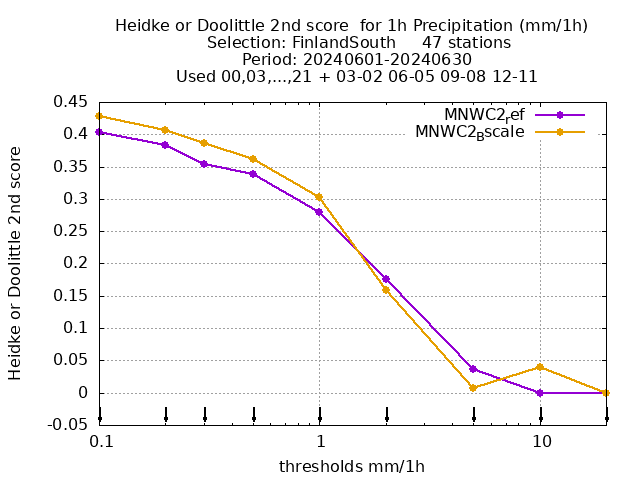 Heidke or Doolittle 2nd score  for 1h Precipitation (mm/1h)
Selection: FinlandSouth     47 stations
Period: 20240601-20240630
Used 00,03,...,21 + 03-02 06-05 09-08 12-11
MNWC2ref
MNWC2Bscale
Heidke or Doolittle 2nd score
0.45
0.4
0.35
0.3
0.25
0.2
0.15
0.1
0.05
0
-0.05
0.1 1 10
thresholds mm/1h